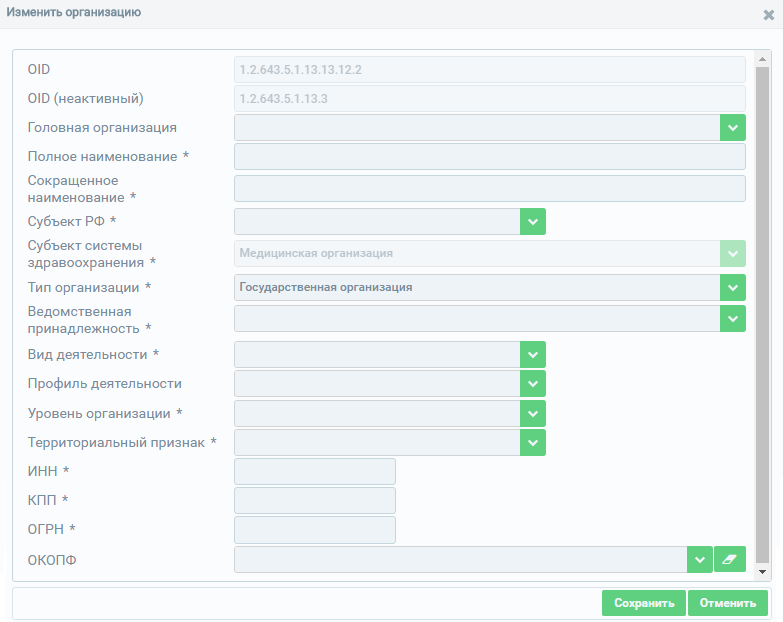 Изменить организацию
OID 1.2.643.5.1.13.13.12.2
OID (неактивный) 1.2.643.5.1.13.3
Головная организация
Полное наименование *
Сокращенное
наименование *
Субъект РФ *
Субъект системы
здравоохранения * Медицинская организация
Тип организации * Государственная организация
Ведомственная
принадлежность *
Вид деятельности *
Профиль деятельности
Уровень организации *
Территориальный признак *
ИНН *
КПП *
ОГРН *
ОКОПФ
Сохранить Отменить